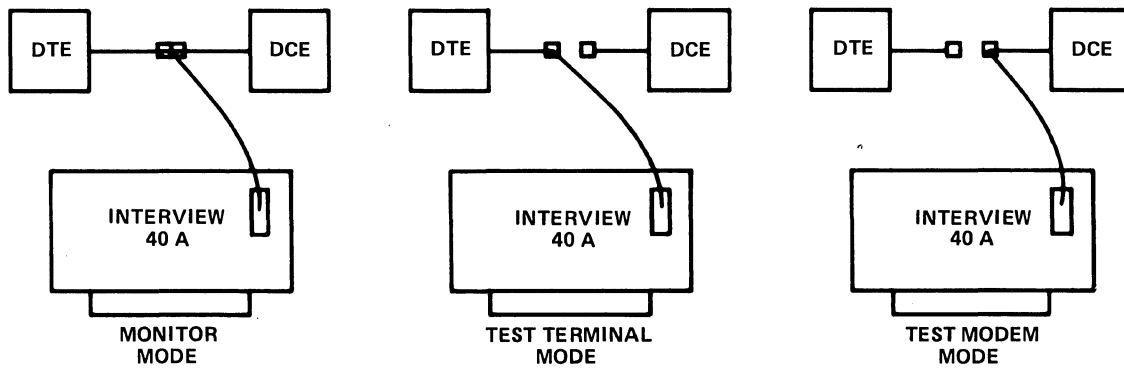 DTE
DCE
DTE
DCE
DTE
DCE
INTERVIEW
40 A
INTERVIEW
40 A
INTERVIEW
40 A
MONITOR
MODE
TEST TERMINAL
MODE
TEST MODEM
MODE